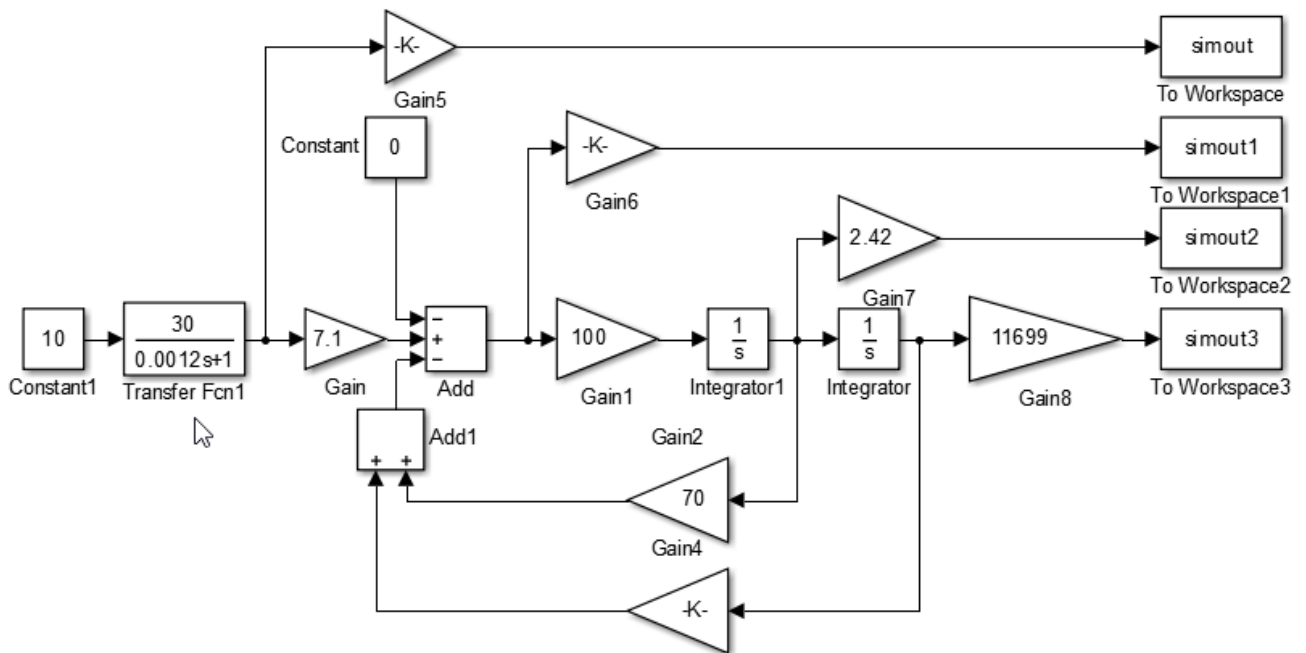 -K-
Gain5
simout
To Workspace
Constant
0
-K-
Gain6
simout1
To Workspace1
2.42
Gain7
simout2
To Workspace2
10
Constant1
30
0.0012s+1
Transfer Fcn1
7.1
Gain
−
+
−
Add
100
Gain1
1
s
Integrator1
1
s
Integrator
11699
Gain8
simout3
To Workspace3
+ +
Add1
Gain2
70
Gain4
-K-